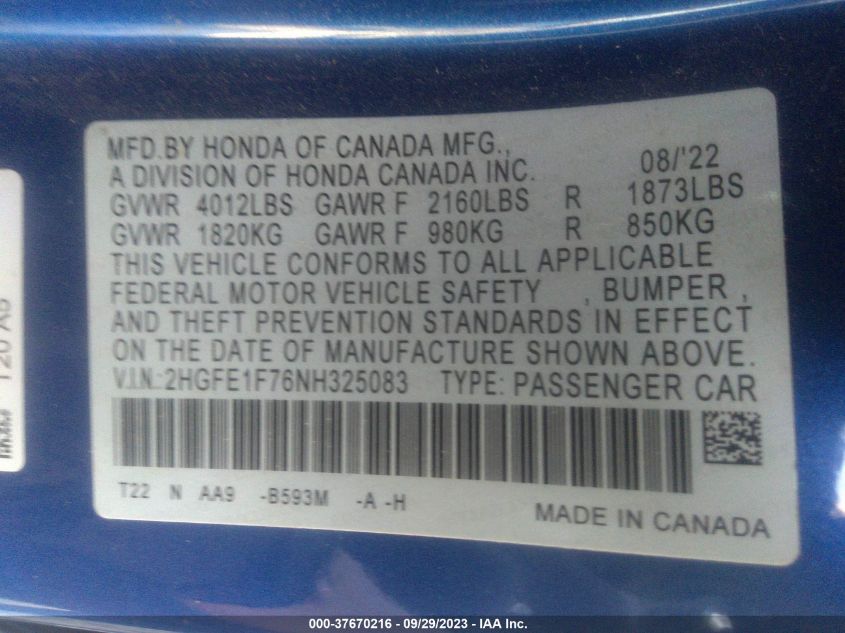 MFD.BY HONDA OF CANADA MFG.,
A DIVISION OF HONDA CANADA INC. 08/'22
GVWR 4012LBS GAWR F 2160LBS R 1873LBS
GVWR 1820KG GAWR F 980KG R 850KG
THIS VEHICLE CONFORMS TO ALL APPLICABLE
FEDERAL MOTOR VEHICLE SAFETY , BUMPER ,
AND THEFT PREVENTION STANDARDS IN EFFECT
ON THE DATE OF MANUFACTURE SHOWN ABOVE.
V.I.N.:2HGFE1F76NH325083 TYPE: PASSENGER CAR
T22 N AA9 -B593M -A -H
MADE IN CANADA
T20 A5
000-37670216 - 09/29/2023 - IAA Inc.